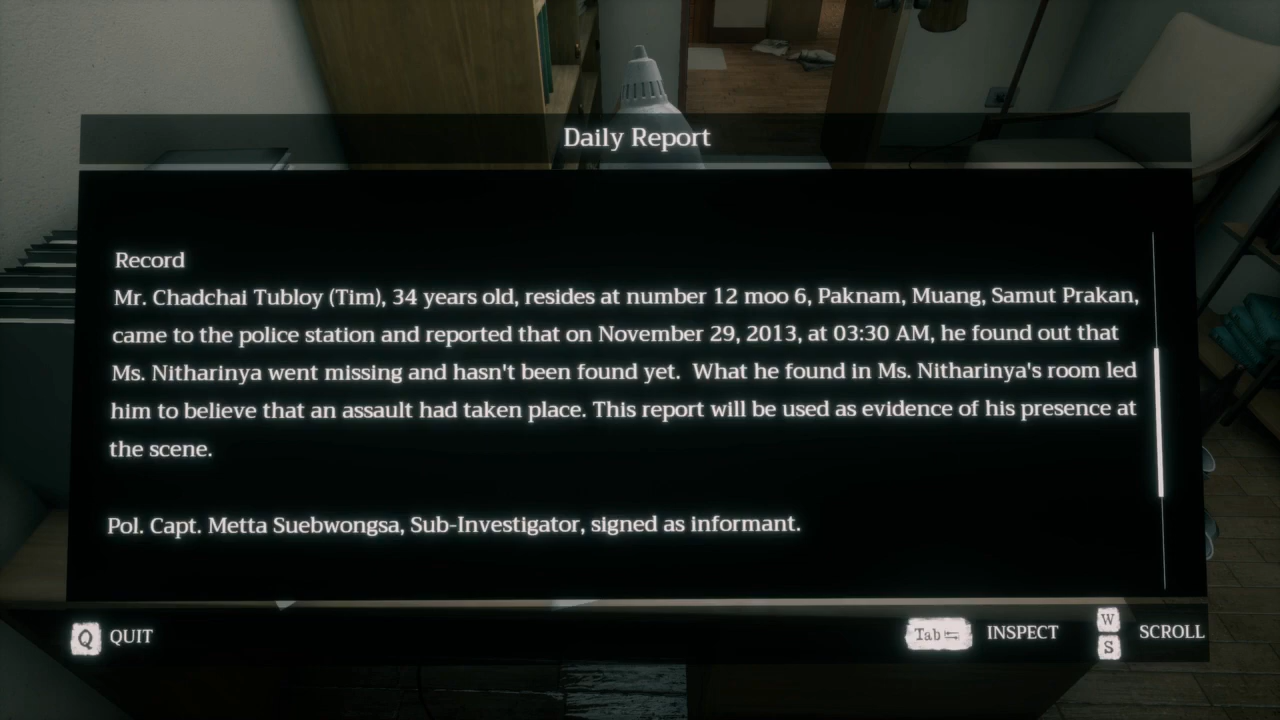 Daily Report
Record
Mr. Chadchai Tubloy (Tim), 34 years old, resides at number 12 moo 6, Paknam, Muang, Samut Prakan,
came to the police station and reported that on November 29, 2013, at 03:30 AM, he found out that
Ms. Nitharinya went missing and hasn't been found yet.  What he found in Ms. Nitharinya's room led
him to believe that an assault had taken place. This report will be used as evidence of his presence at
the scene.
Pol. Capt. Metta Suebwongsa, Sub-Investigator, signed as informant.
Q QUIT
Tab INSPECT
W
S
SCROLL